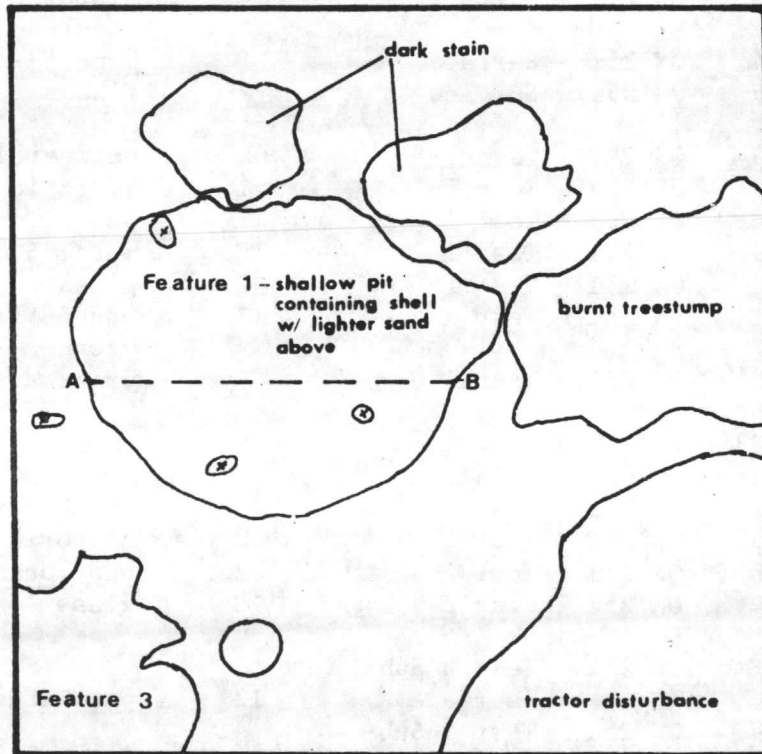 dark stain
Feature 1 - shallow pit
containing shell
w/ lighter sand
above
burnt treestump
A
B
Feature 3
tractor disturbance